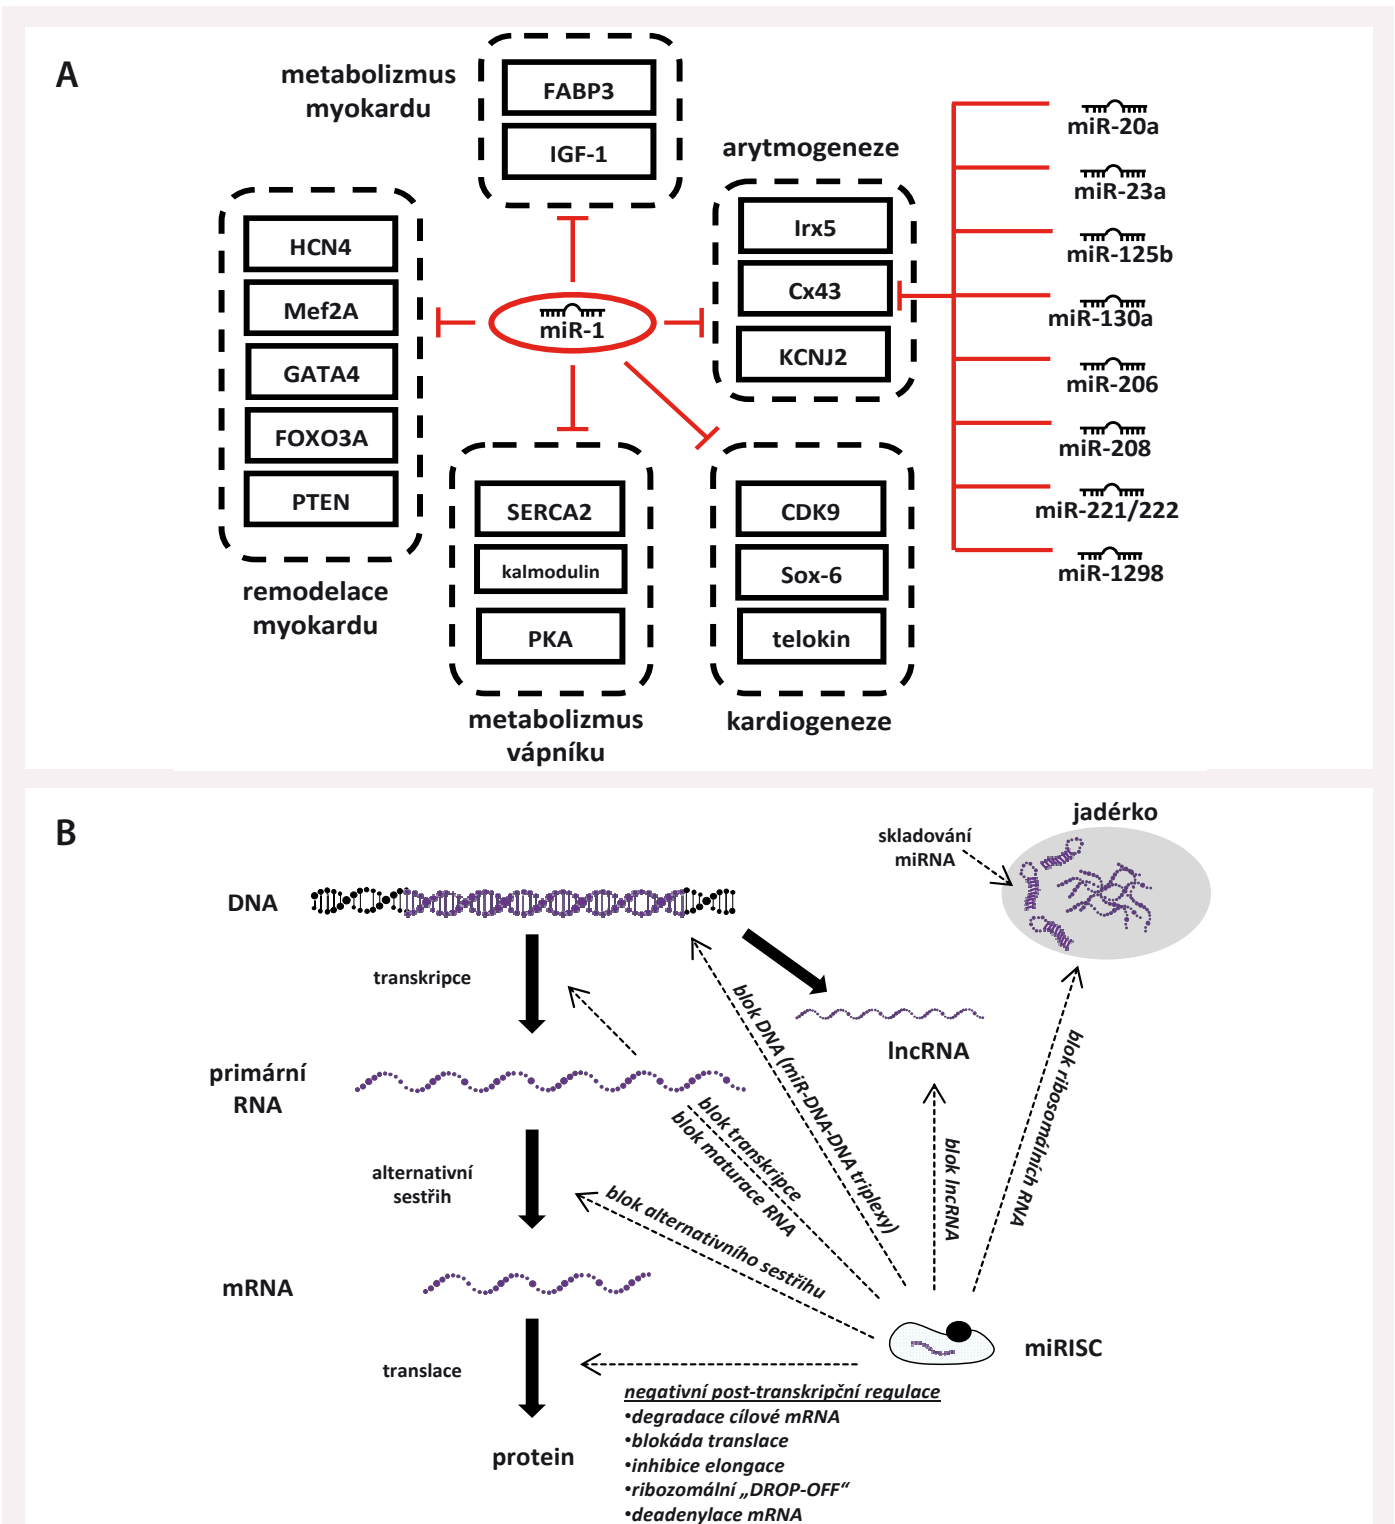 A
metabolizmus
myokardu
FABP3
IGF-1
arytmogeneze
Irx5
Cx43
KCNJ2
miR-20a
miR-23a
miR-125b
miR-130a
miR-206
miR-208
miR-221/222
miR-1298
HCN4
Mef2A
GATA4
FOXO3A
PTEN
remodelace
myokardu
miR-1
SERCA2
kalmodulin
PKA
metabolizmus
vápníku
CDK9
Sox-6
telokin
kardiogeneze
B
jadérko
skladování
miRNA
DNA
transkripce
primární
RNA
lncRNA
alternativní
sestřih
mRNA
translace
protein
blok DNA (miR-DNA-DNA triplexy)
blok transkripce
blok maturace RNA
blok alternativního sestřihu
blok lncRNA
blok ribosomálních RNA
miRISC
negativní post-transkripční regulace
•degradace cílové mRNA
•blokáda translace
•inhibice elongace
•ribozomální „DROP-OFF“
•deadenylace mRNA